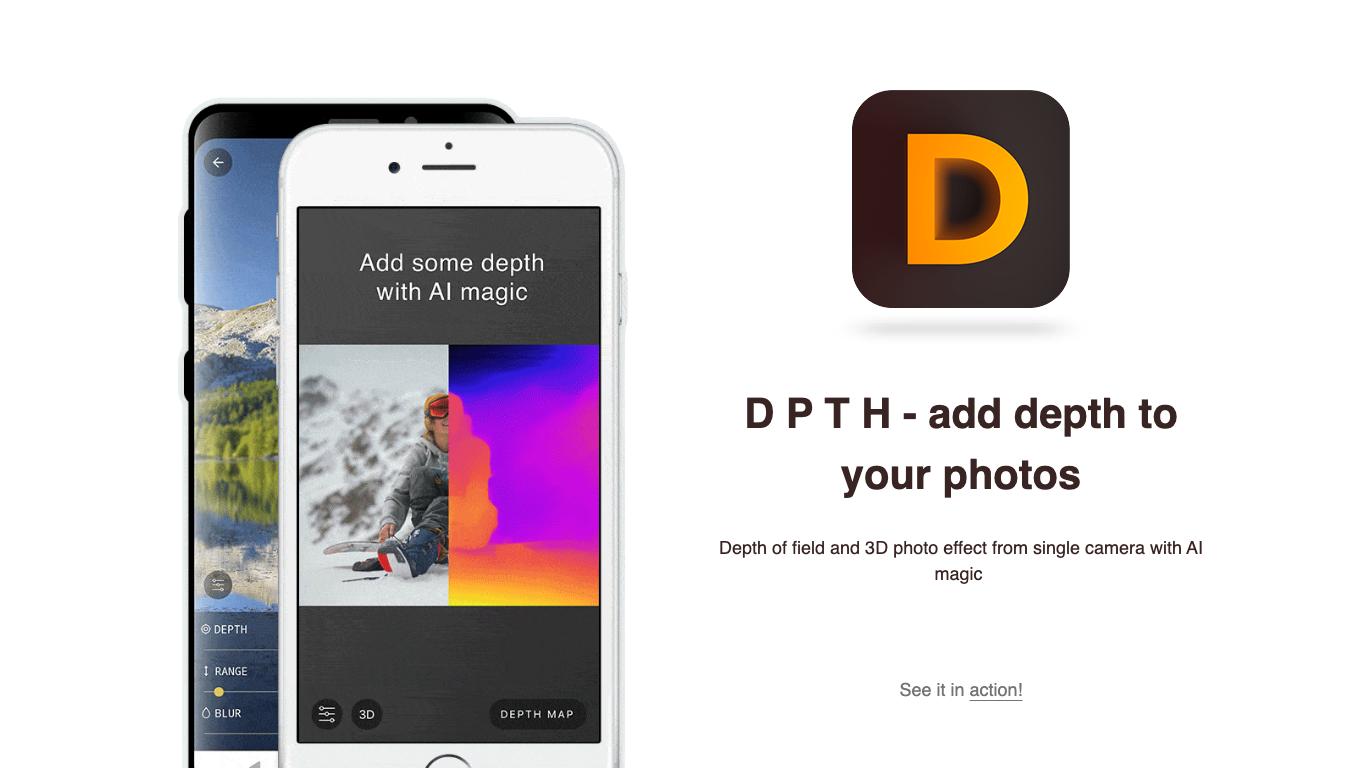 Add some depth
with AI magic
DEPTH
RANGE
BLUR
3D
DEPTH MAP
D
D P T H - add depth to
your photos
Depth of field and 3D photo effect from single camera with AI
magic
See it in action!